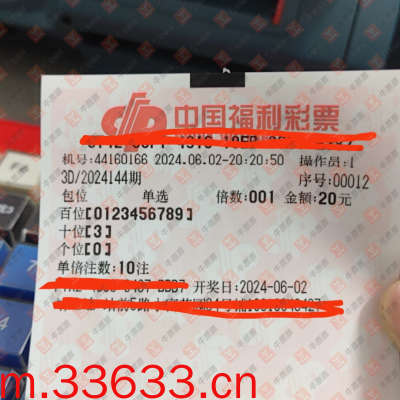 中国福利彩票
机号:44160166 2024.06.02-20:20:50 操作员:1
3D/2024144期 序号:00012
包位 单选 倍数:001 金额:20元
百位【0123456789】
十位【3】
个位【0】
单倍注数:10注
开奖日:2024-06-02
m.33633.cn